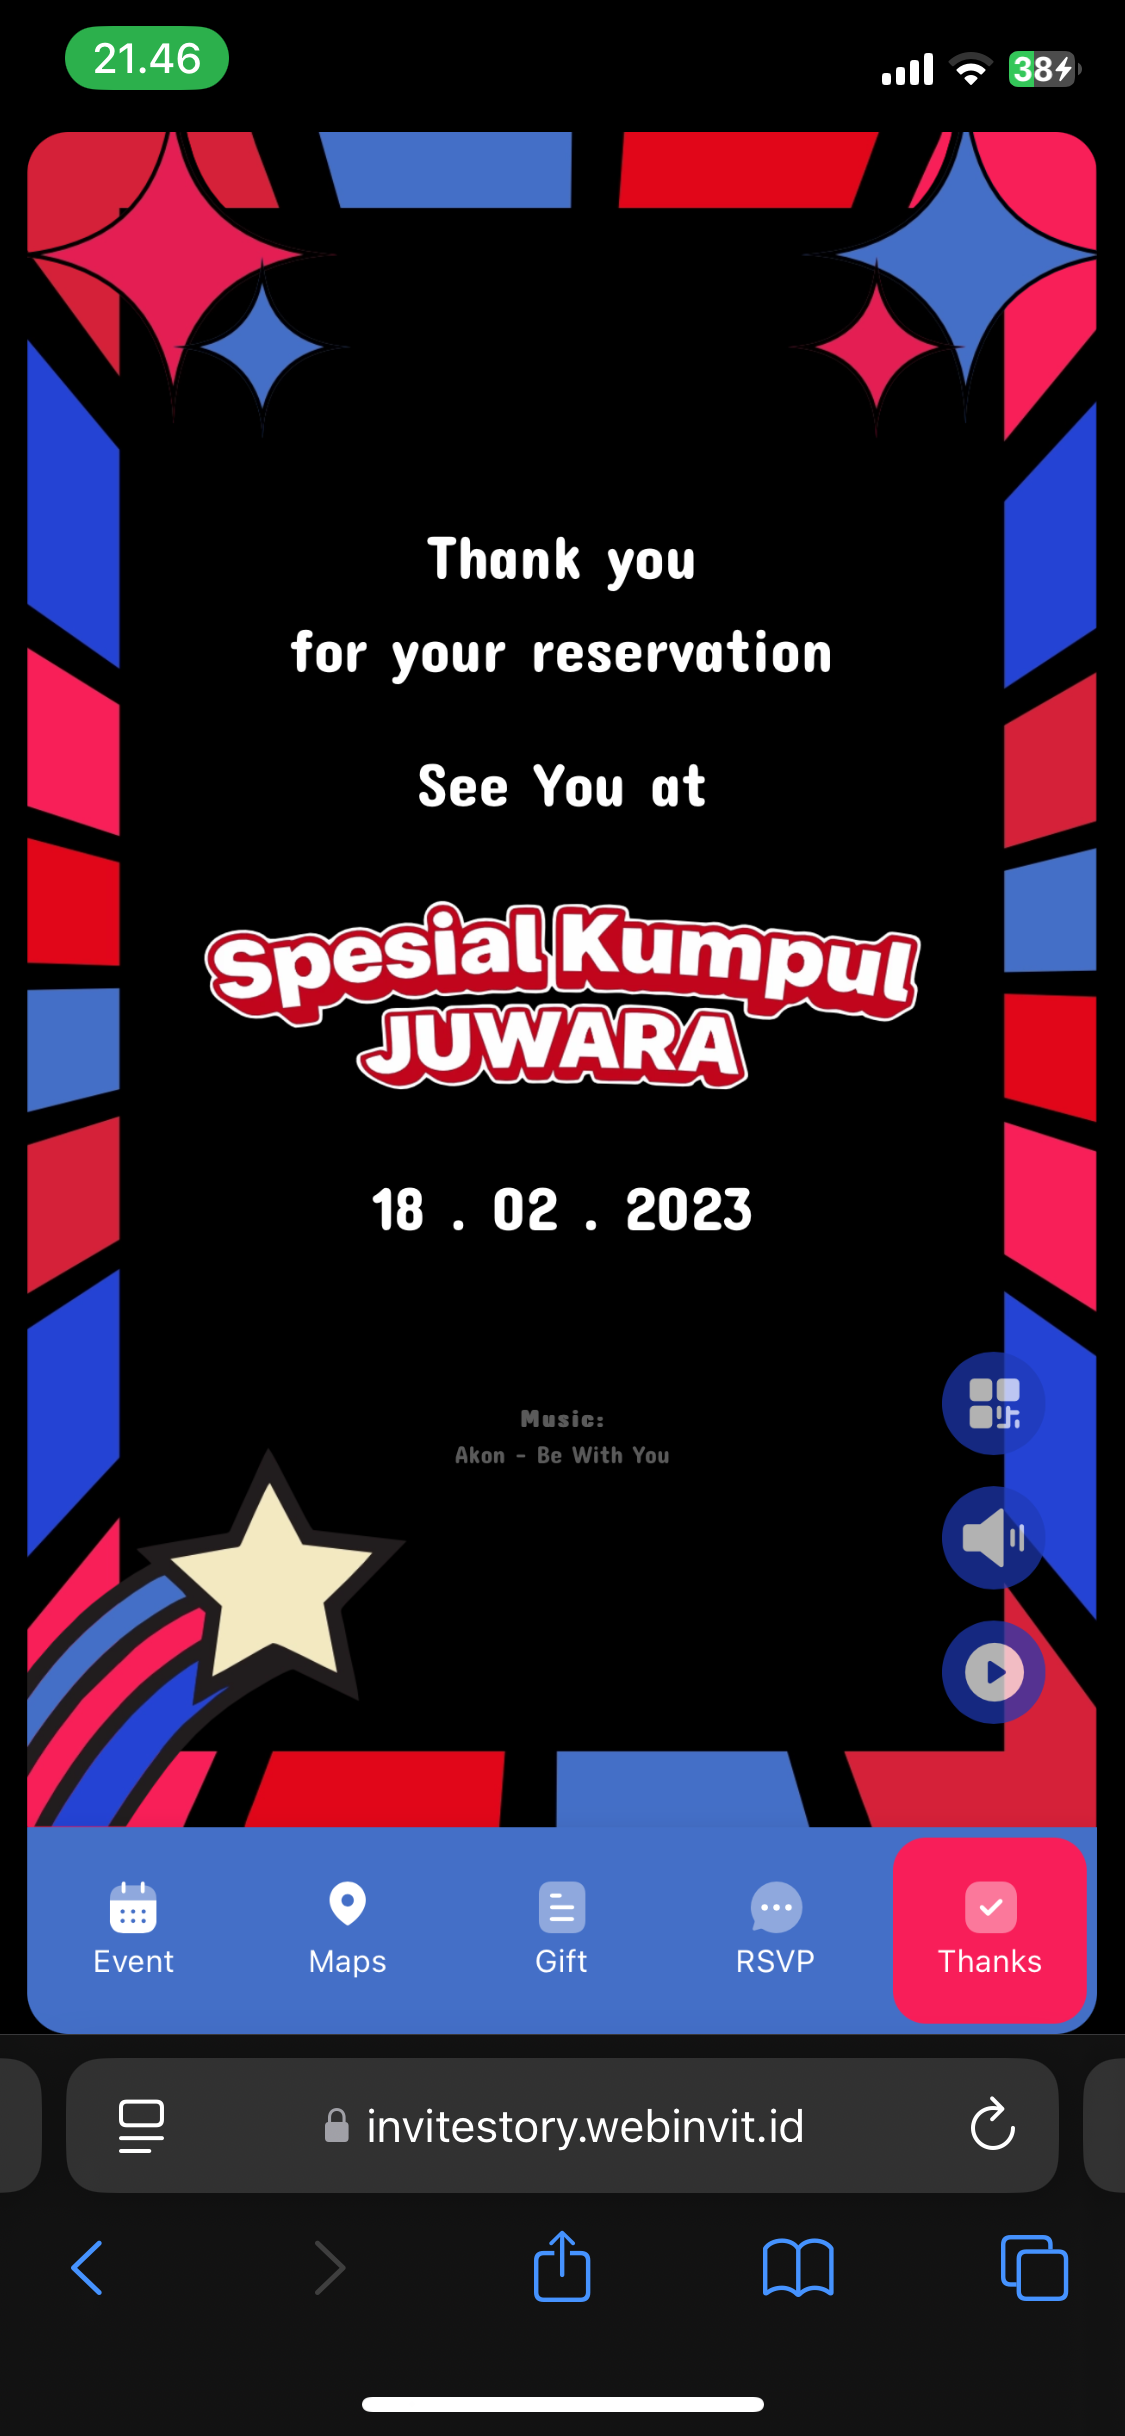 21.46
38
Thank you
for your reservation
See You at
Spesial Kumpul
JUWARA
18 . 02 . 2023
Music:
Akon - Be With You
Event
Maps
Gift
RSVP
Thanks
invitestory.webinvit.id